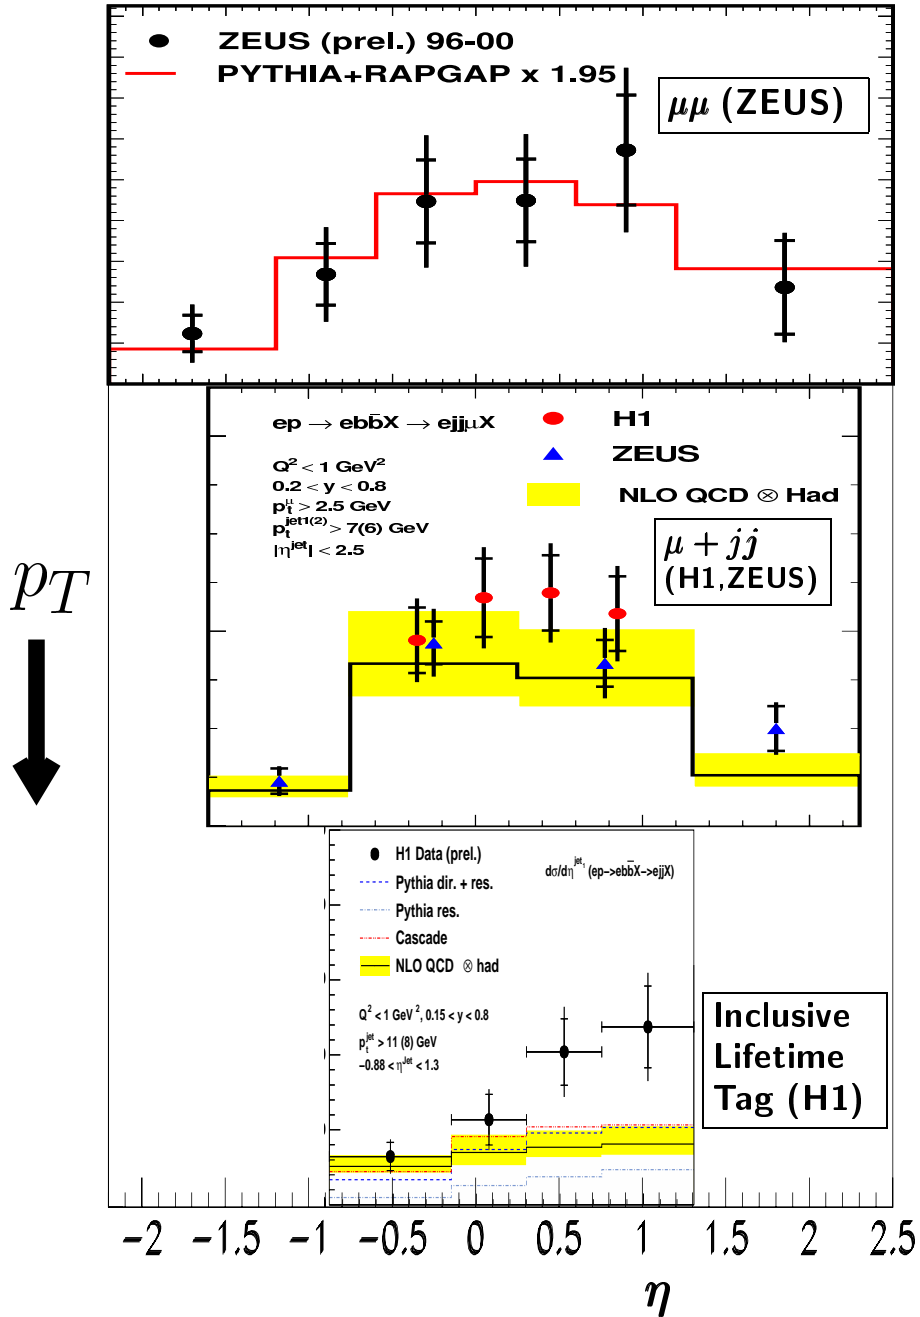 ZEUS (prel.) 96-00
PYTHIA+RAPGAP x 1.95
μμ (ZEUS)
ep → ebb̄X → ejjμX
H1
ZEUS
NLO QCD ⊗ Had
Q² < 1 GeV²
0.2 < y < 0.8
p_t^μ > 2.5 GeV
p_t^jet1(2) > 7(6) GeV
|η^jet| < 2.5
μ + jj
(H1,ZEUS)
p_T
H1 Data (prel.)
dσ/dη^jet₁ (ep->ebb̄X->ejjX)
Pythia dir. + res.
Pythia res.
Cascade
NLO QCD ⊗ had
Q² < 1 GeV², 0.15 < y < 0.8
p_t^jet > 11 (8) GeV
−0.88 < η^Jet < 1.3
Inclusive
Lifetime
Tag (H1)
−2 −1.5 −1 −0.5 0 0.5 1 1.5 2 2.5
η